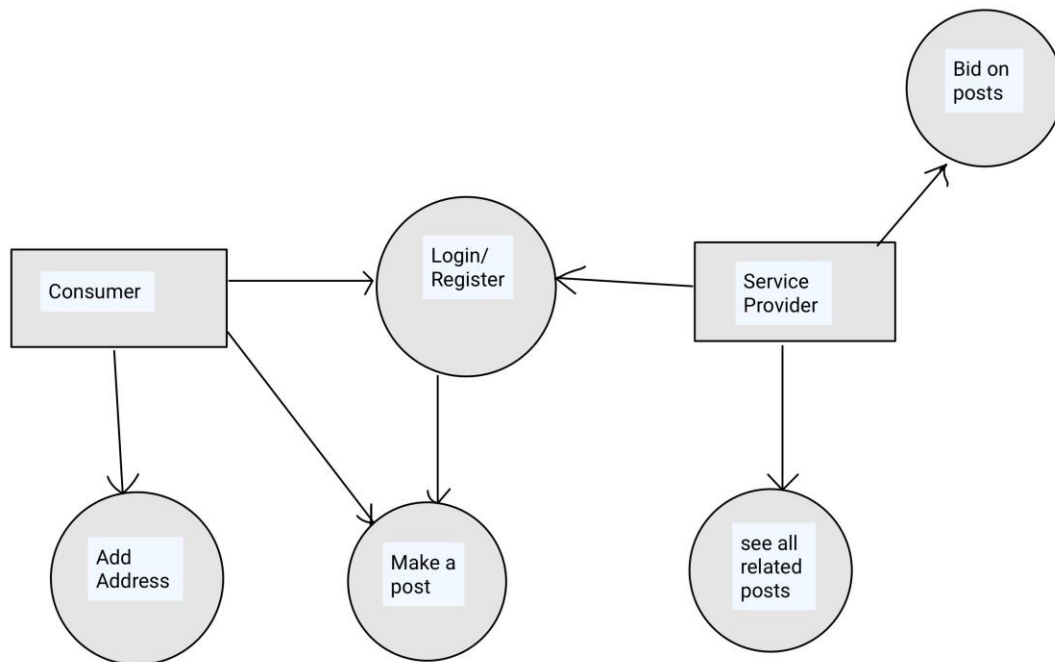 Bid on
posts
Login/
Register
Consumer
Service
Provider
Add
Address
Make a
post
see all
related
posts